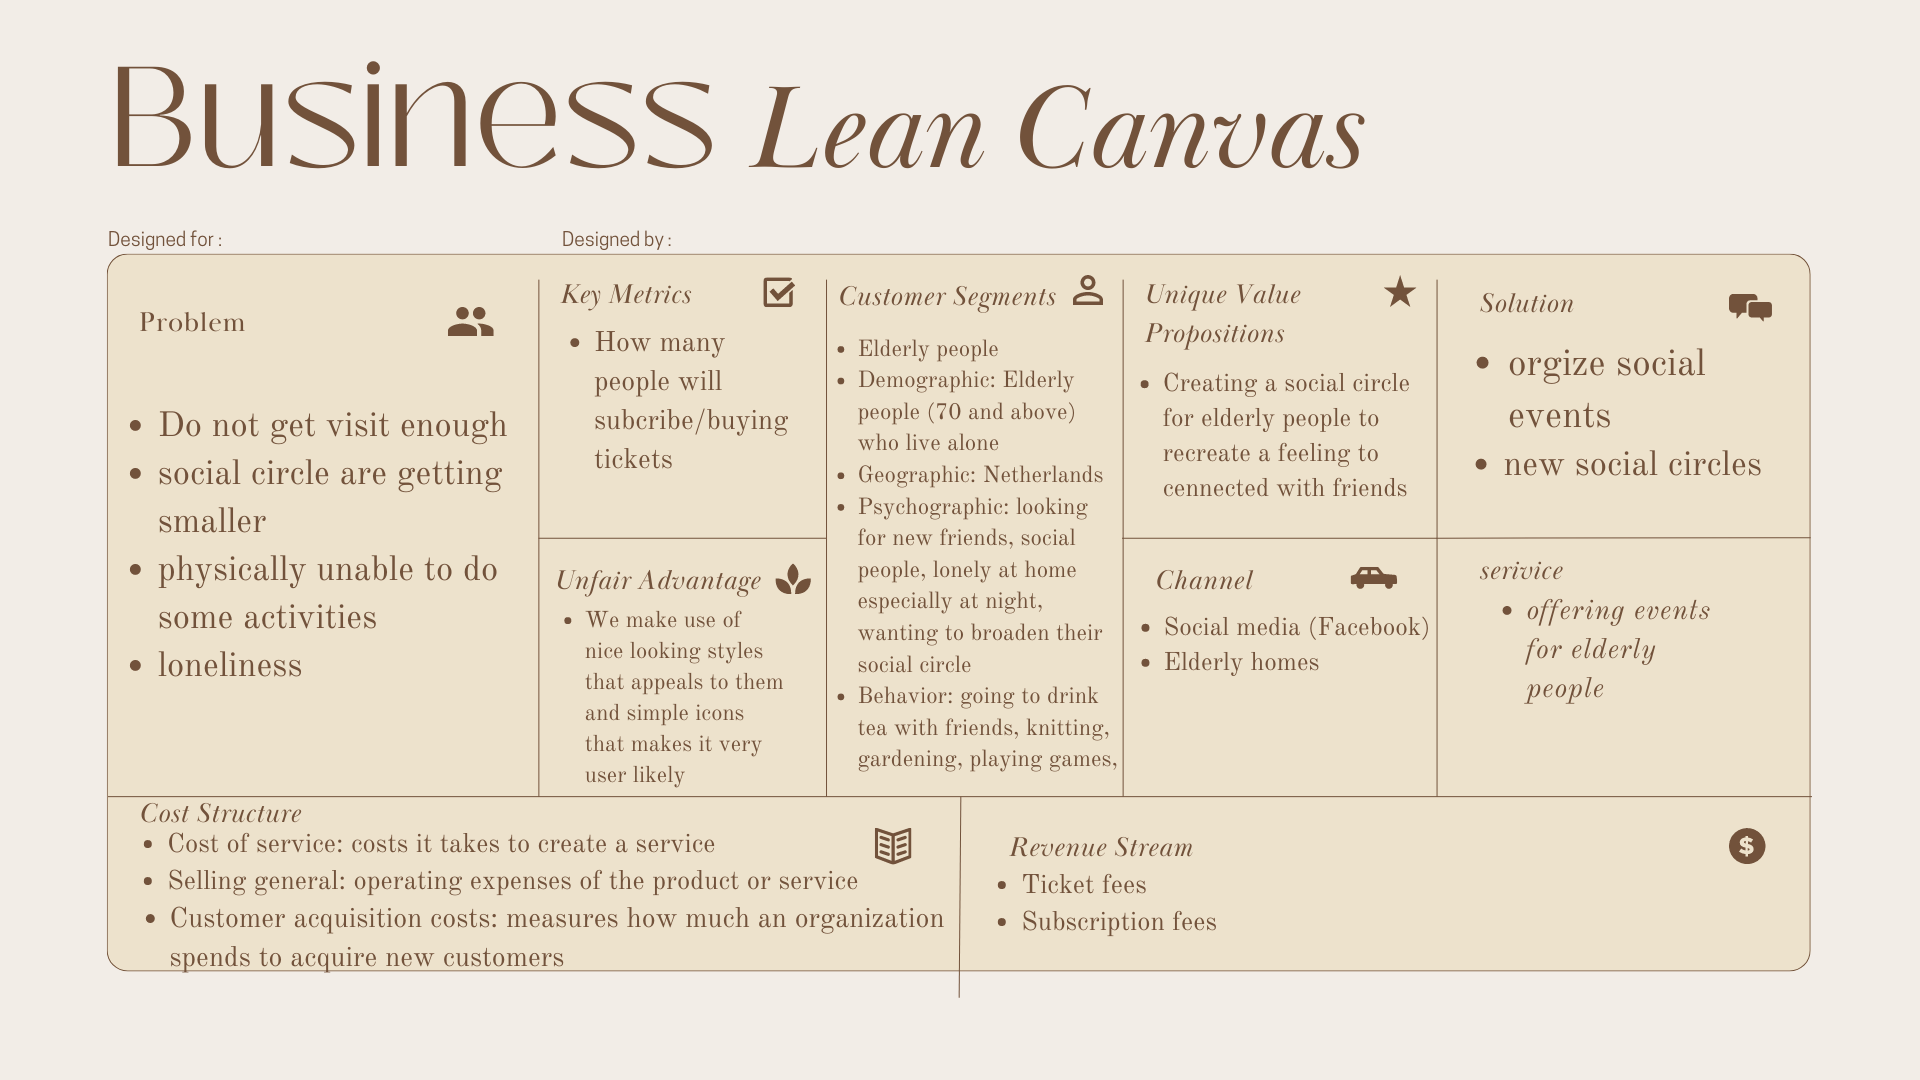 Business Lean Canvas
Designed for :
Designed by :
Problem
Do not get visit enough
social circle are getting
smaller
physically unable to do
some activities
loneliness
Key Metrics
How many
people will
subcribe/buying
tickets
Unfair Advantage
We make use of
nice looking styles
that appeals to them
and simple icons
that makes it very
user likely
Customer Segments
Elderly people
Demographic: Elderly
people (70 and above)
who live alone
Geographic: Netherlands
Psychographic: looking
for new friends, social
people, lonely at home
especially at night,
wanting to broaden their
social circle
Behavior: going to drink
tea with friends, knitting,
gardening, playing games,
Unique Value
Propositions
Creating a social circle
for elderly people to
recreate a feeling to
cennected with friends
Channel
Social media (Facebook)
Elderly homes
Solution
orgize social
events
new social circles
serivice
offering events
for elderly
people
Cost Structure
Cost of service: costs it takes to create a service
Selling general: operating expenses of the product or service
Customer acquisition costs: measures how much an organization
spends to acquire new customers
Revenue Stream
$
Ticket fees
Subscription fees